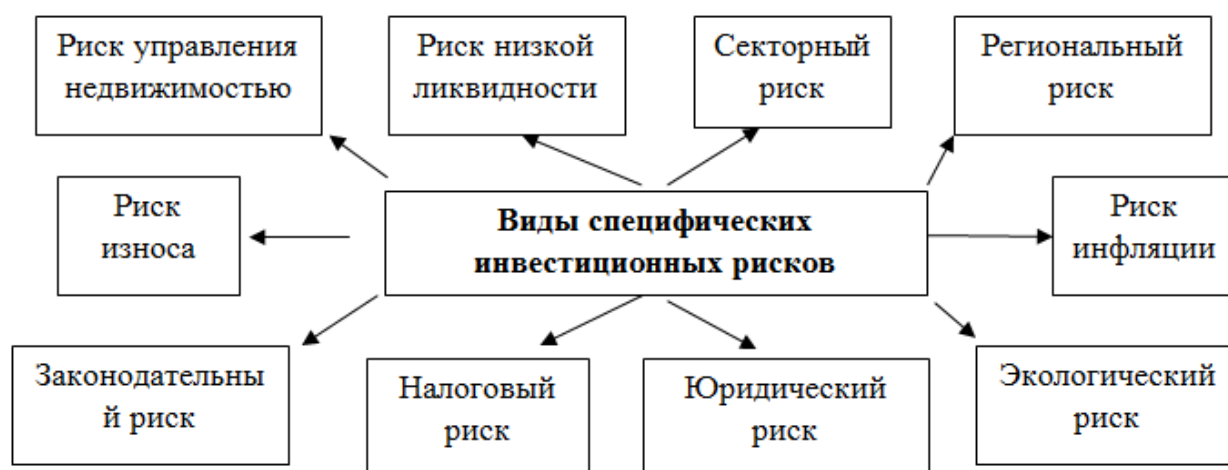 Риск управления
недвижимостью
Риск низкой
ликвидности
Секторный
риск
Региональный
риск
Риск
износа
Виды специфических
инвестиционных рисков
Риск
инфляции
Законодательны
й риск
Налоговый
риск
Юридический
риск
Экологический
риск